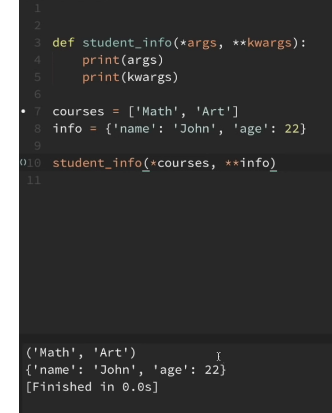 1
2
3 def student_info(*args, **kwargs):
4     print(args)
5     print(kwargs)
6
7 courses = ['Math', 'Art']
8 info = {'name': 'John', 'age': 22}
9
10 student_info(*courses, **info)
11
('Math', 'Art')
{'name': 'John', 'age': 22}
[Finished in 0.0s]